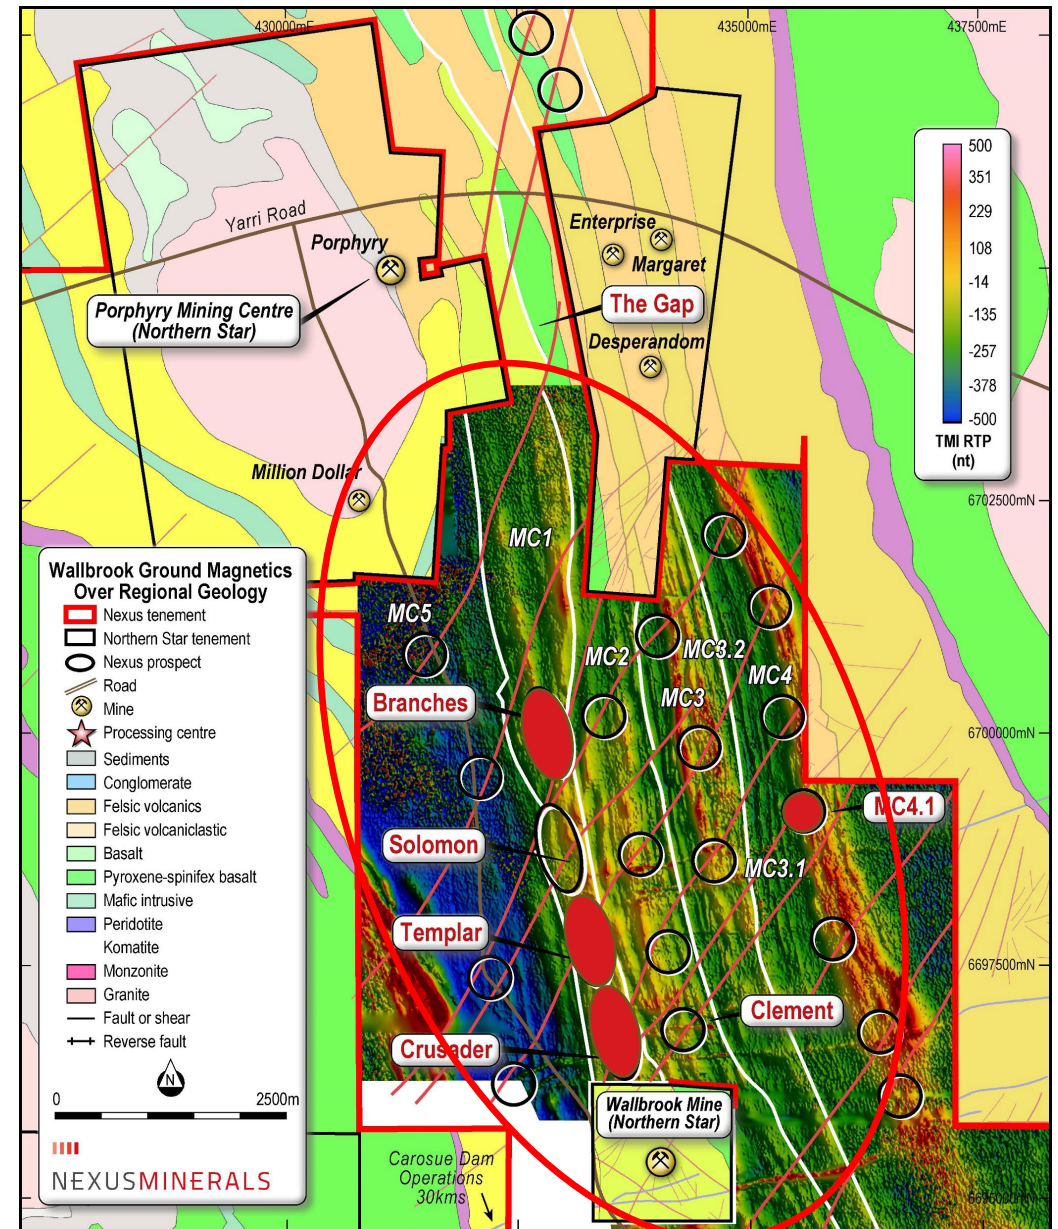 430000mE
435000mE
437500mE
Yarri Road
Porphyry
Enterprise
Margaret
Porphyry Mining Centre
(Northern Star)
The Gap
Desperandom
Million Dollar
500
351
229
108
-14
-135
-257
-378
-500
TMI RTP
(nt)
6702500mN
MC1
MC5
MC2
MC3.2
MC3
MC4
Branches
6700000mN
MC4.1
Solomon
MC3.1
Templar
6697500mN
Clement
Crusader
Wallbrook Mine
(Northern Star)
Carosue Dam
Operations
30kms
6695000mN
Wallbrook Ground Magnetics
Over Regional Geology
Nexus tenement
Northern Star tenement
Nexus prospect
Road
Mine
Processing centre
Sediments
Conglomerate
Felsic volcanics
Felsic volcaniclastic
Basalt
Pyroxene-spinifex basalt
Mafic intrusive
Peridotite
Komatite
Monzonite
Granite
Fault or shear
Reverse fault
N
0 2500m
NEXUSMINERALS